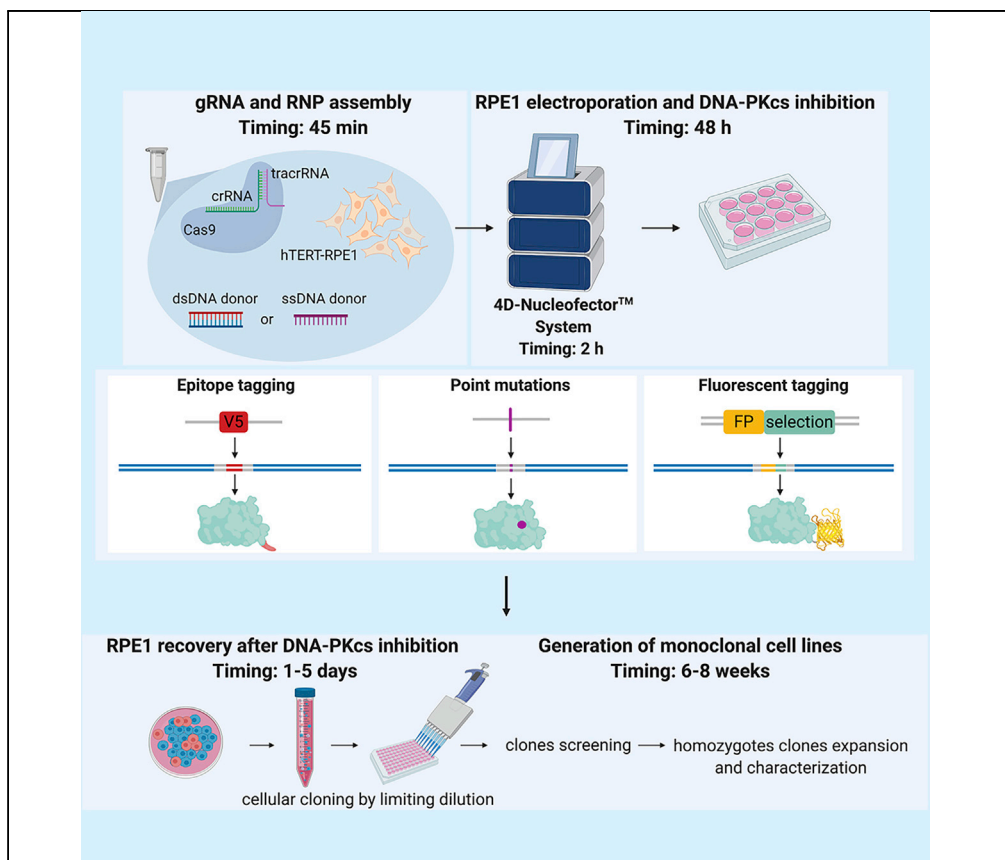 gRNA and RNP assembly
Timing: 45 min
tracrRNA
crRNA
Cas9
hTERT-RPE1
dsDNA donor
or
ssDNA donor
RPE1 electroporation and DNA-PKcs inhibition
Timing: 48 h
4D-Nucleofector™
System
Timing: 2 h
Epitope tagging
V5
Point mutations
Fluorescent tagging
FP
selection
RPE1 recovery after DNA-PKcs inhibition
Timing: 1-5 days
Generation of monoclonal cell lines
Timing: 6-8 weeks
clones screening
homozygotes clones expansion
and characterization
cellular cloning by limiting dilution